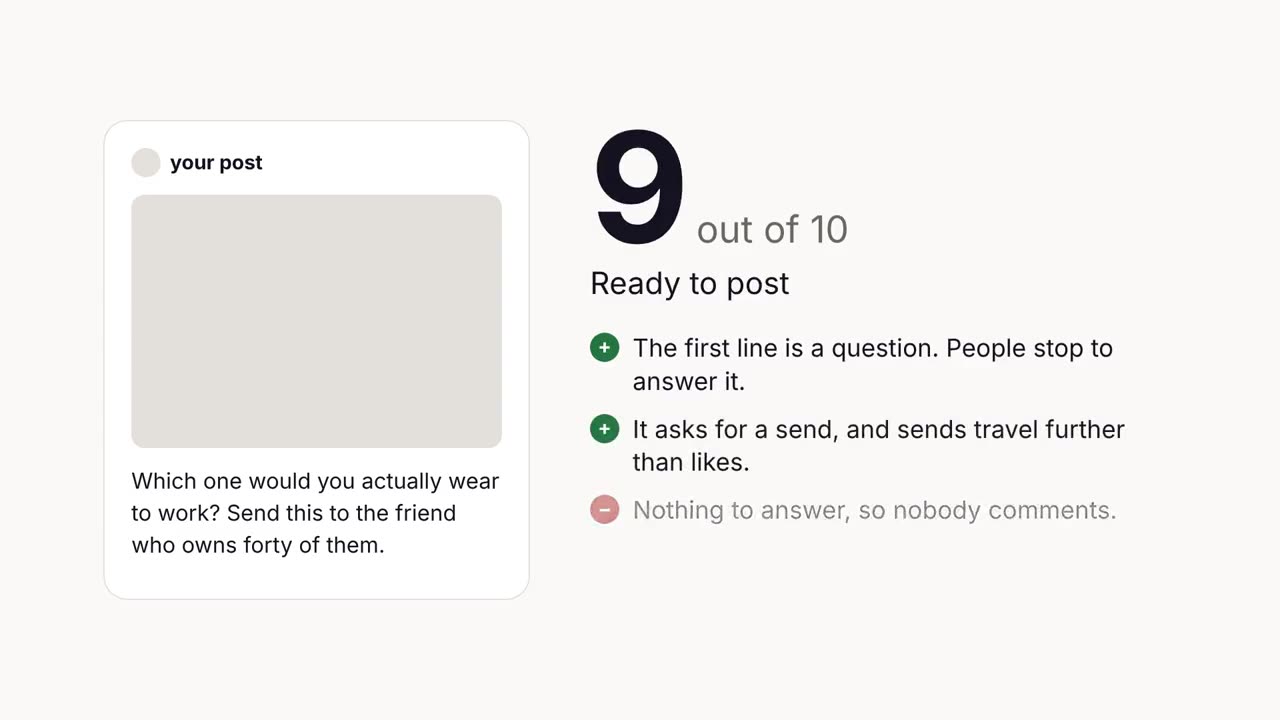 your post
Which one would you actually wear
to work? Send this to the friend
who owns forty of them.
9 out of 10
Ready to post
+ The first line is a question. People stop to
answer it.
+ It asks for a send, and sends travel further
than likes.
− Nothing to answer, so nobody comments.